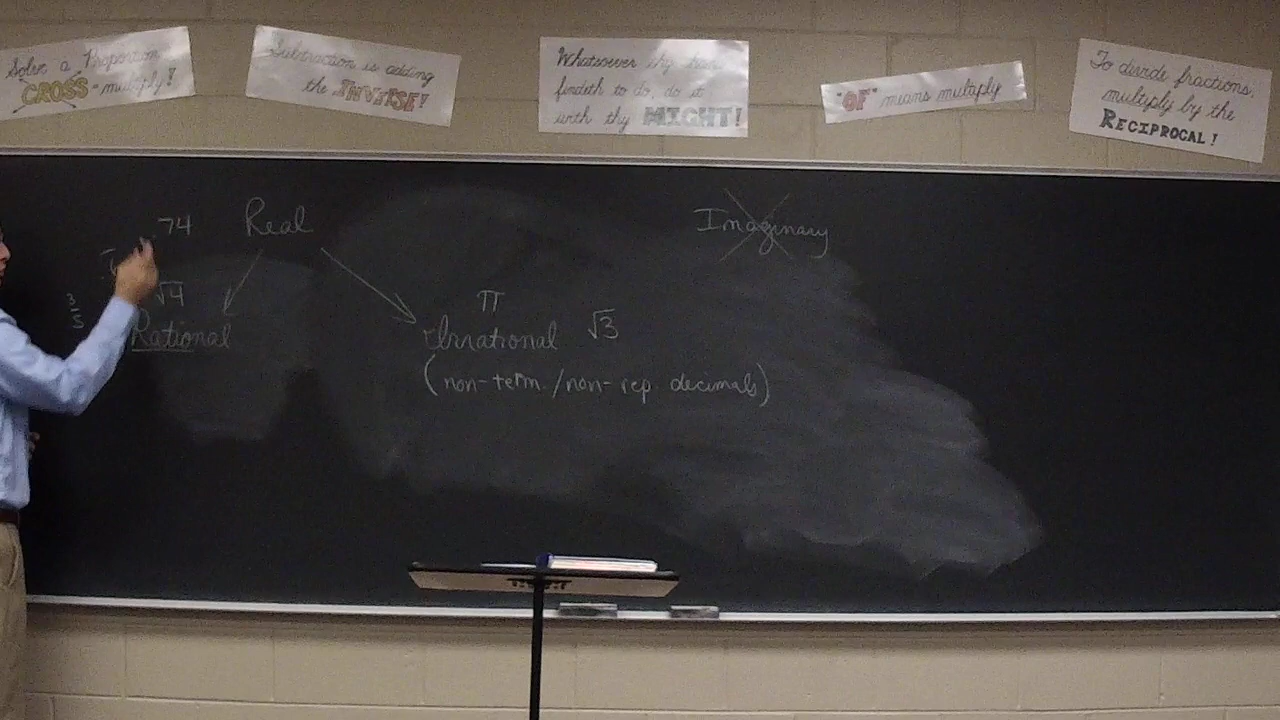 Solve a Proportion
CROSS-multiply!
Subtraction is adding
the INVERSE!
Whatsoever thy hand
findeth to do, do it
with thy MIGHT!
"OF" means multiply
To divide fractions,
multiply by the
RECIPROCAL!
74
Real
Imaginary
√4
3
5
Rational
π
Irrational √3
(non-term./non-rep. decimals)